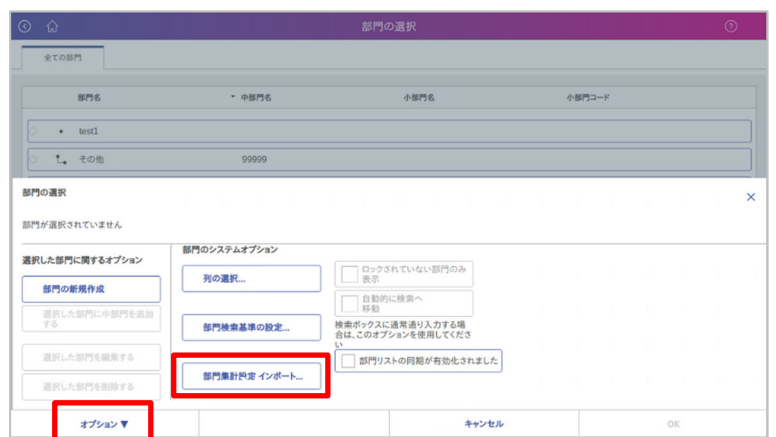 部門の選択
全ての部門
部門名 中部門名 小部門名 小部門コード
test1
その他 99999
部門の選択
部門が選択されていません
選択した部門に関するオプション
部門の新規作成
選択した部門に中部門を追加
する
選択した部門を編集する
選択した部門を削除する
部門のシステムオプション
列の選択...
部門検索基準の設定...
部門集計設定 インポート...
ロックされていない部門のみ
表示
自動的に検索へ
移動
検索ボックスに通常通り入力する場
合は、このオプションを使用してくださ
い
部門リストの同期が有効化されました
オプション ▼ キャンセル OK